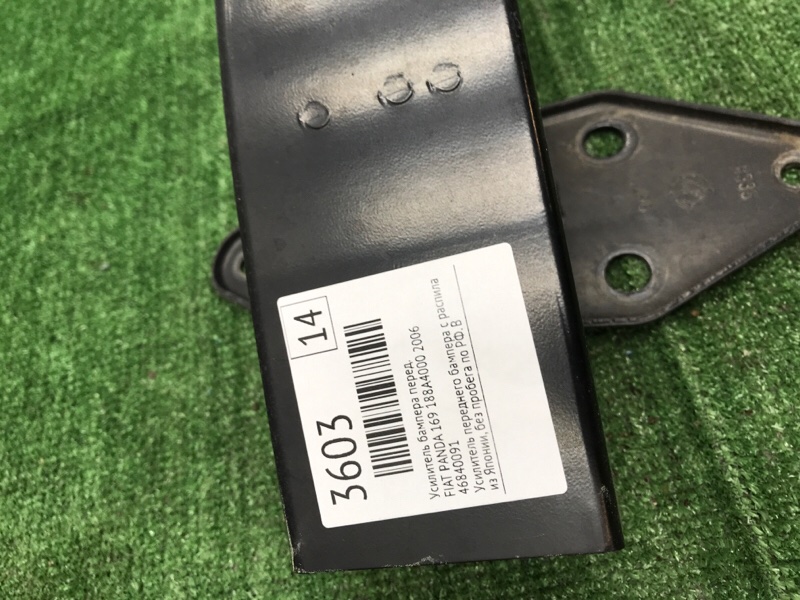 3603
14
Усилитель бампера перед.
FIAT PANDA 169 188A4000 2006
46840091
Усилитель переднего бампера с распила
из Японии, без пробега по РФ. В